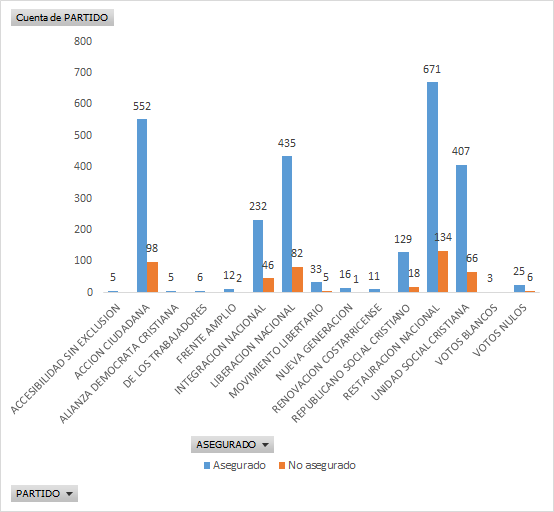 Cuenta de PARTIDO
800
700
600
500
400
300
200
100
0
5
552
98
5
6
12
2
232
46
435
82
33
5
16
1
11
129
18
671
134
407
66
3
25
6
ACCESIBILIDAD SIN EXCLUSION
ACCION CIUDADANA
ALIANZA DEMOCRATA CRISTIANA
DE LOS TRABAJADORES
FRENTE AMPLIO
INTEGRACION NACIONAL
LIBERACION NACIONAL
MOVIMIENTO LIBERTARIO
NUEVA GENERACION
RENOVACION COSTARRICENSE
REPUBLICANO SOCIAL CRISTIANO
RESTAURACION NACIONAL
UNIDAD SOCIAL CRISTIANA
VOTOS BLANCOS
VOTOS NULOS
ASEGURADO
Asegurado No asegurado
PARTIDO